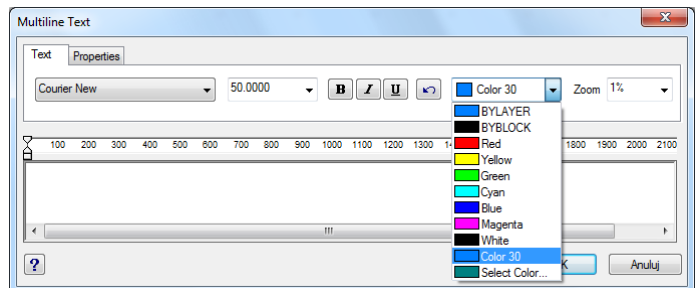 Multiline Text
Text Properties
Courier New 50.0000 B I U Color 30 Zoom 1%
BYLAYER
BYBLOCK
100 200 300 400 500 600 700 800 900 1000 1100 1200 1300 1800 1900 2000 2100
Red
Yellow
Green
Cyan
Blue
Magenta
White
Color 30
Select Color...
? K Anuluj